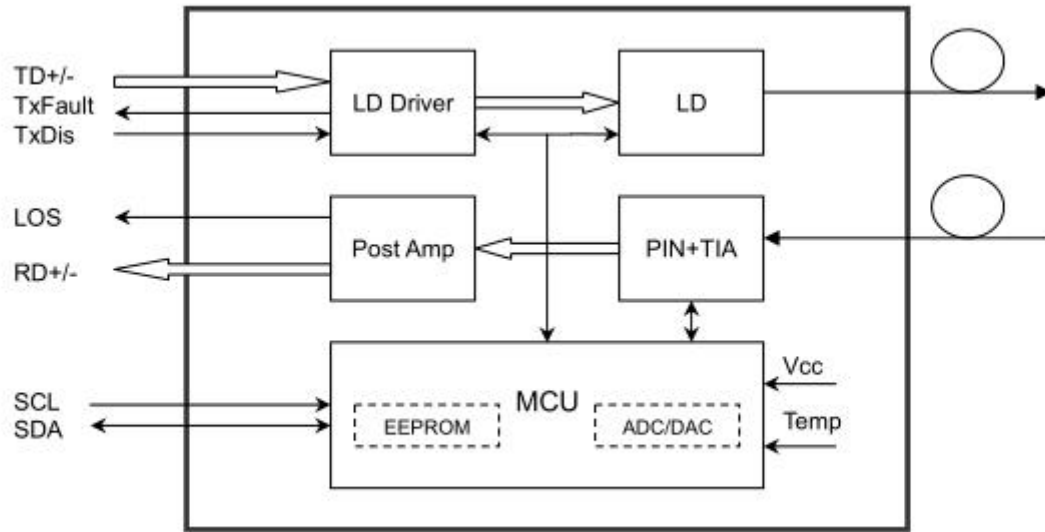 TD+/-
TxFault
TxDis
LD Driver
LD
LOS
RD+/-
Post Amp
PIN+TIA
SCL
SDA
MCU
EEPROM
ADC/DAC
Vcc
Temp